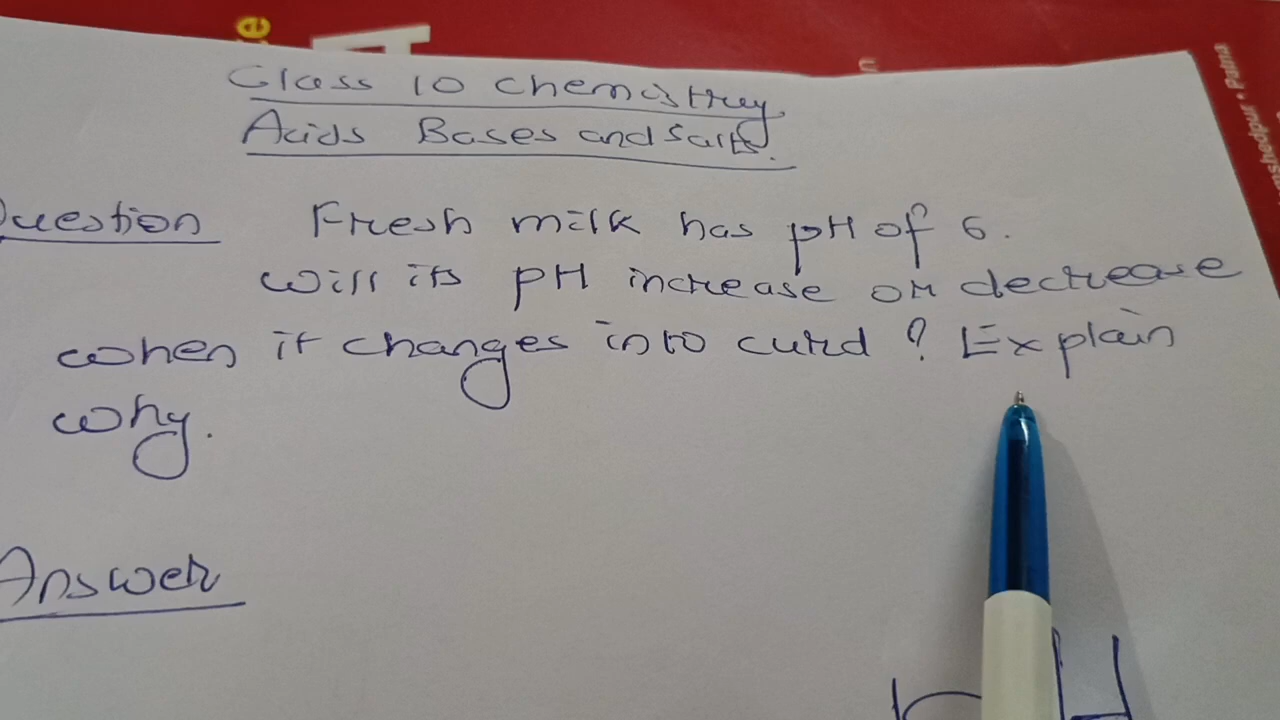 Class 10 Chemistry
Acids Bases and Salts.
Question Fresh milk has pH of 6.
Will its pH increase or decrease
when it changes into curd ? Explain
why.
Answer
pH